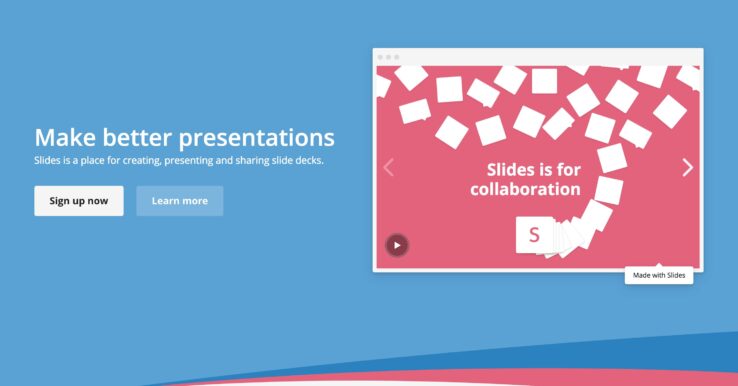 Make better presentations
Slides is a place for creating, presenting and sharing slide decks.
Sign up now
Learn more
Slides is for
collaboration
S
Made with Slides